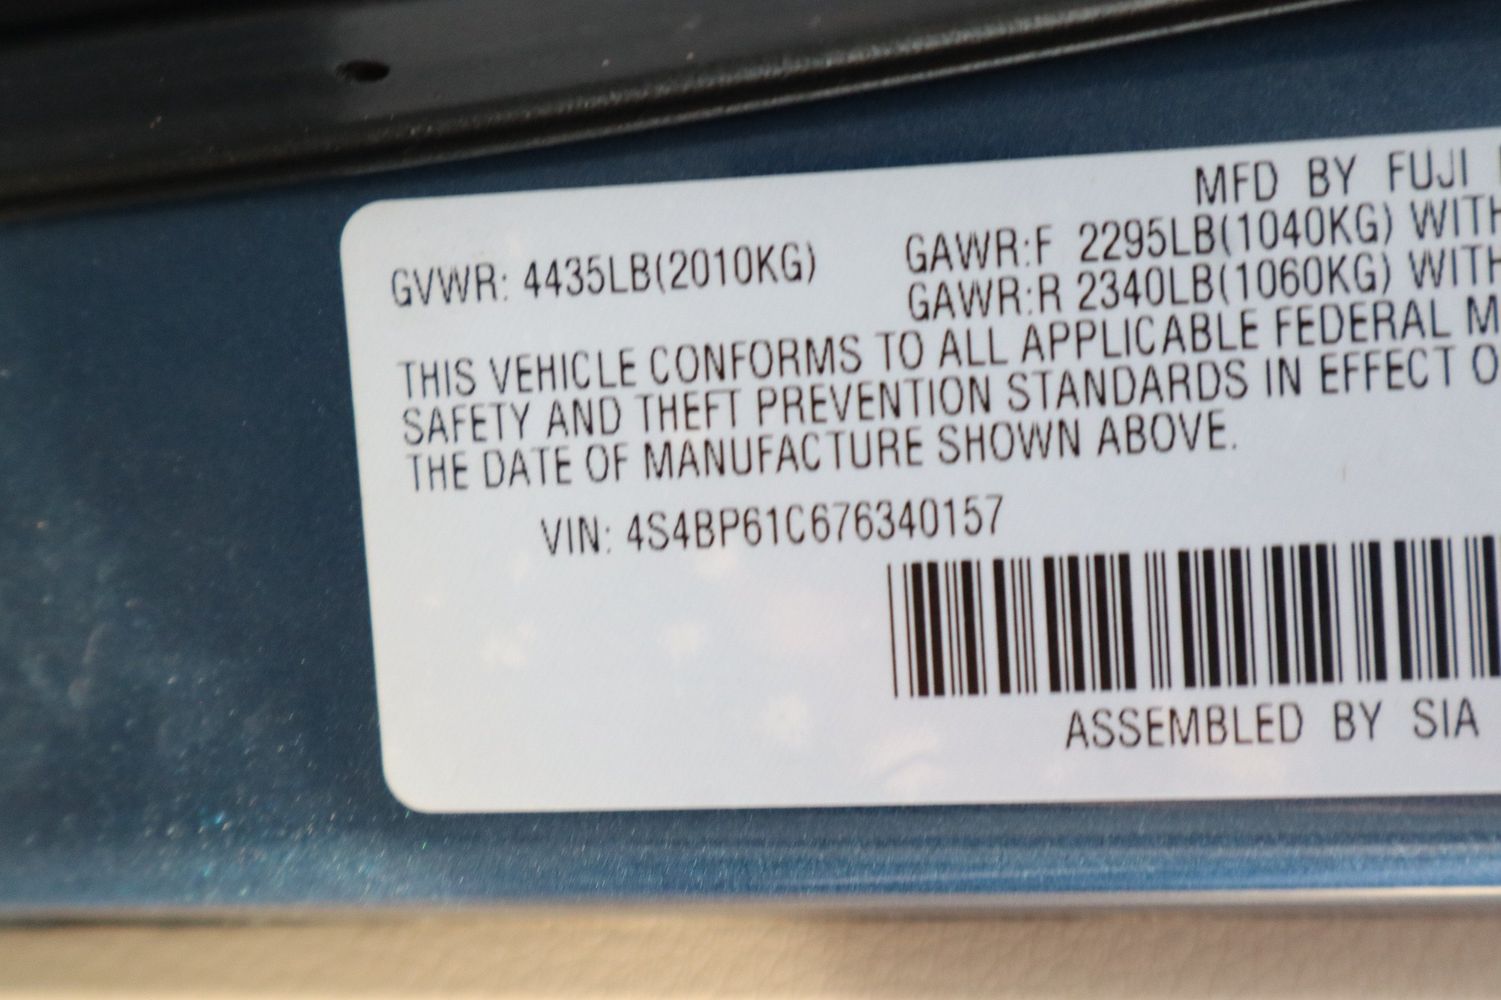 MFD BY FUJI
GVWR: 4435LB(2010KG) GAWR:F 2295LB(1040KG) WITH
GAWR:R 2340LB(1060KG) WITH
THIS VEHICLE CONFORMS TO ALL APPLICABLE FEDERAL M
SAFETY AND THEFT PREVENTION STANDARDS IN EFFECT O
THE DATE OF MANUFACTURE SHOWN ABOVE.
VIN: 4S4BP61C676340157
ASSEMBLED BY SIA